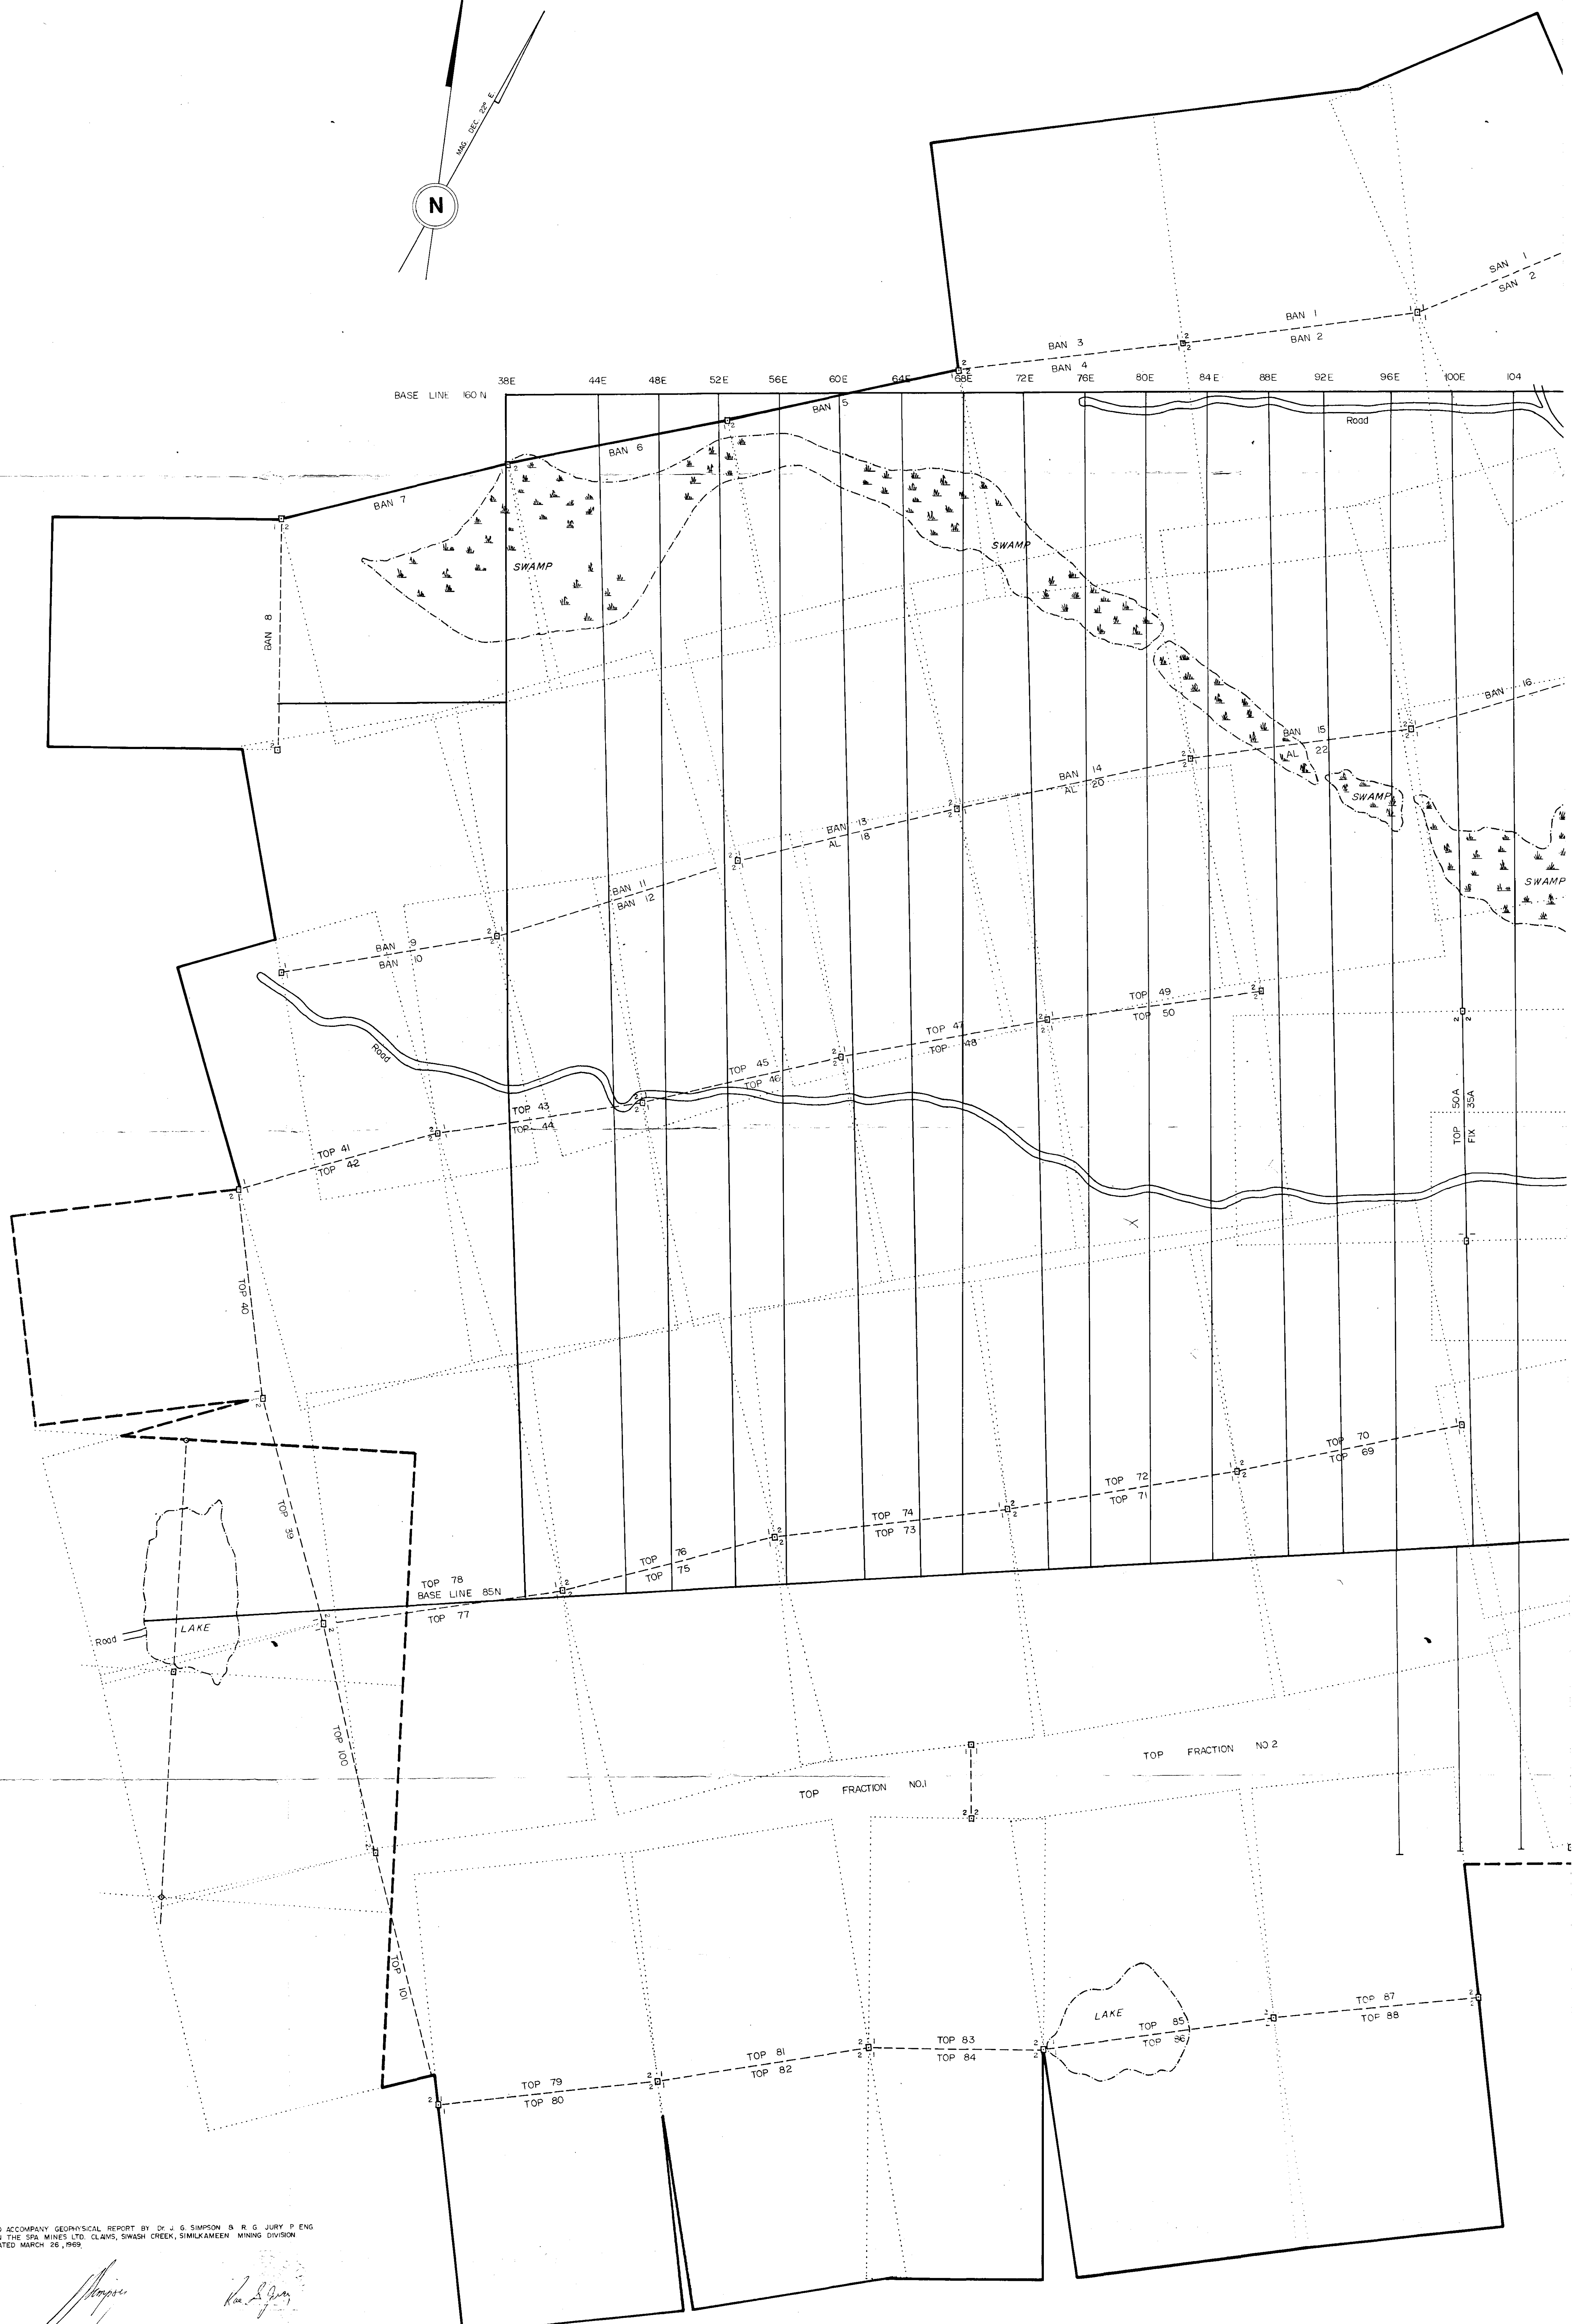 MAG. DEC. 22° E.
N
SAN 1
SAN 2
BAN 1
BAN 2
BAN 3
BAN 4
BASE LINE 160 N
38E 44E 48E 52E 56E 60E 64E 68E 72E 76E 80E 84E 88E 92E 96E 100E 104
BAN 5
Road
BAN 6
BAN 7
SWAMP
SWAMP
BAN 8
BAN 16
BAN 15
AL 22
BAN 14
AL 20
SWAMP
BAN 13
AL 18
SWAMP
BAN 11
BAN 12
BAN 9
BAN 10
TOP 49
TOP 50
TOP 47
TOP 48
Road
TOP 45
TOP 46
TOP 43
TOP 44
TOP 50A
FIX 35A
TOP 41
TOP 42
TOP 40
TOP 70
TOP 69
TOP 72
TOP 71
TOP 39
TOP 74
TOP 73
TOP 76
TOP 75
TOP 78
BASE LINE 85N
TOP 77
LAKE
Road
TOP 100
TOP FRACTION NO.2
TOP FRACTION NO.1
TOP 101
LAKE
TOP 87
TOP 88
TOP 85
TOP 86
TOP 83
TOP 84
TOP 81
TOP 82
TOP 79
TOP 80
ACCOMPANY GEOPHYSICAL REPORT BY Dr. J. G. SIMPSON & R. G. JURY P. ENG
THE SPA MINES LTD. CLAIMS, SIWASH CREEK, SIMILKAMEEN MINING DIVISION
MARCH 26, 1969